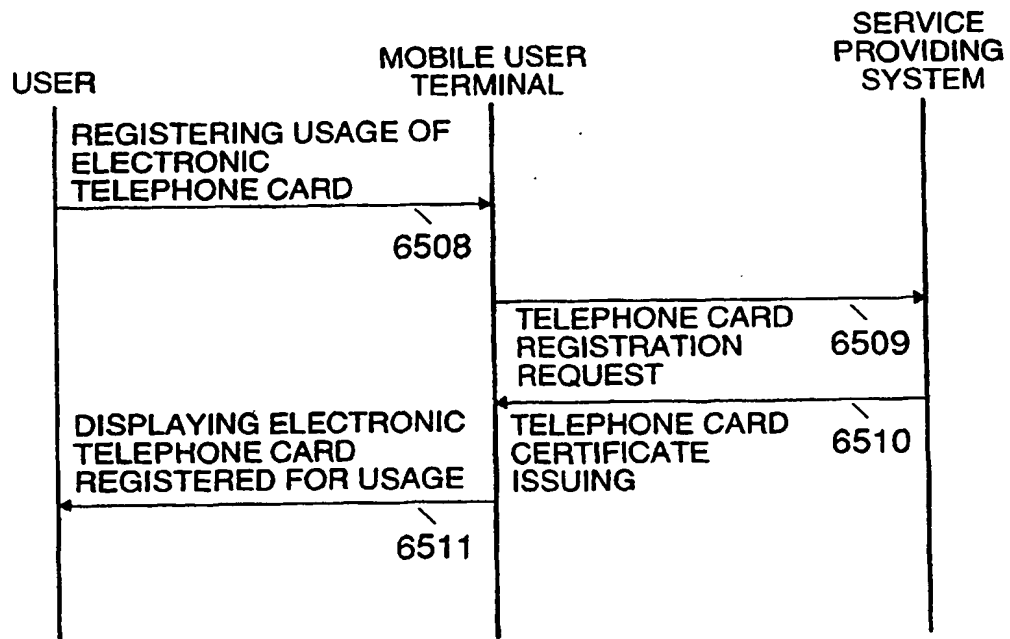 USER
MOBILE USER
TERMINAL
SERVICE
PROVIDING
SYSTEM
REGISTERING USAGE OF
ELECTRONIC
TELEPHONE CARD
6508
TELEPHONE CARD
REGISTRATION
REQUEST
6509
TELEPHONE CARD
CERTIFICATE
ISSUING
6510
DISPLAYING ELECTRONIC
TELEPHONE CARD
REGISTERED FOR USAGE
6511